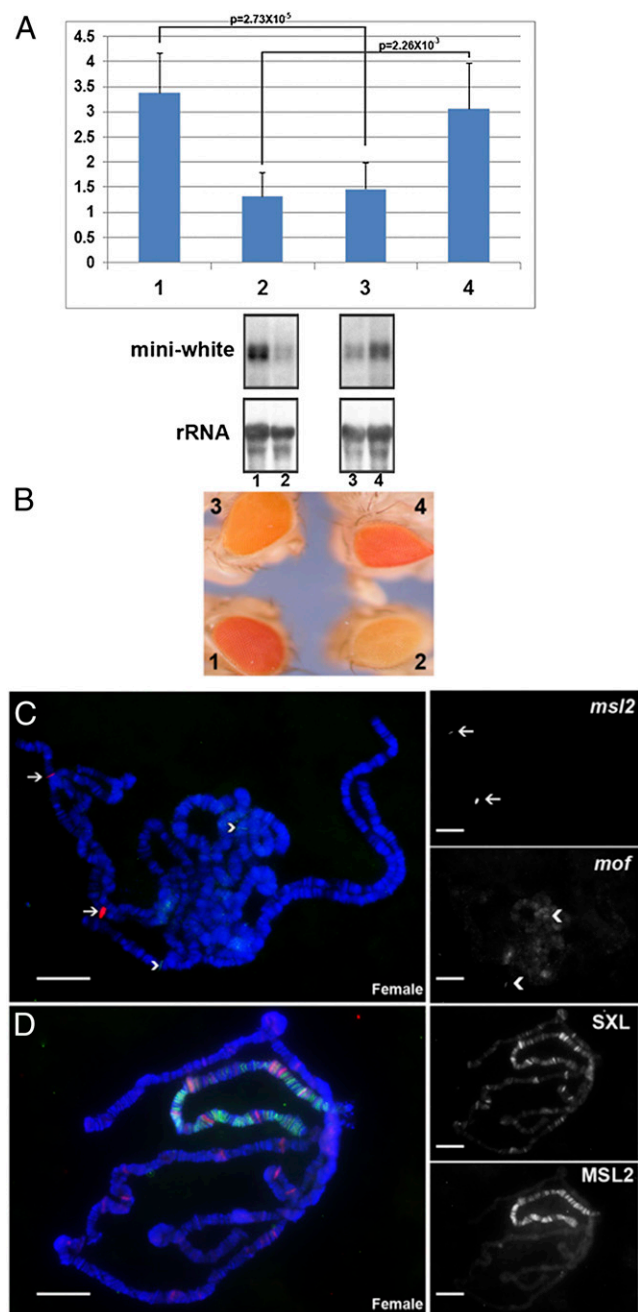 A
p=2.73X10-5
p=2.26X10-3
4.5
4
3.5
3
2.5
2
1.5
1
0.5
0
1 2 3 4
mini-white
rRNA
1 2 3 4
B
3 4
1 2
C
Female
msl2
mof
D
Female
SXL
MSL2